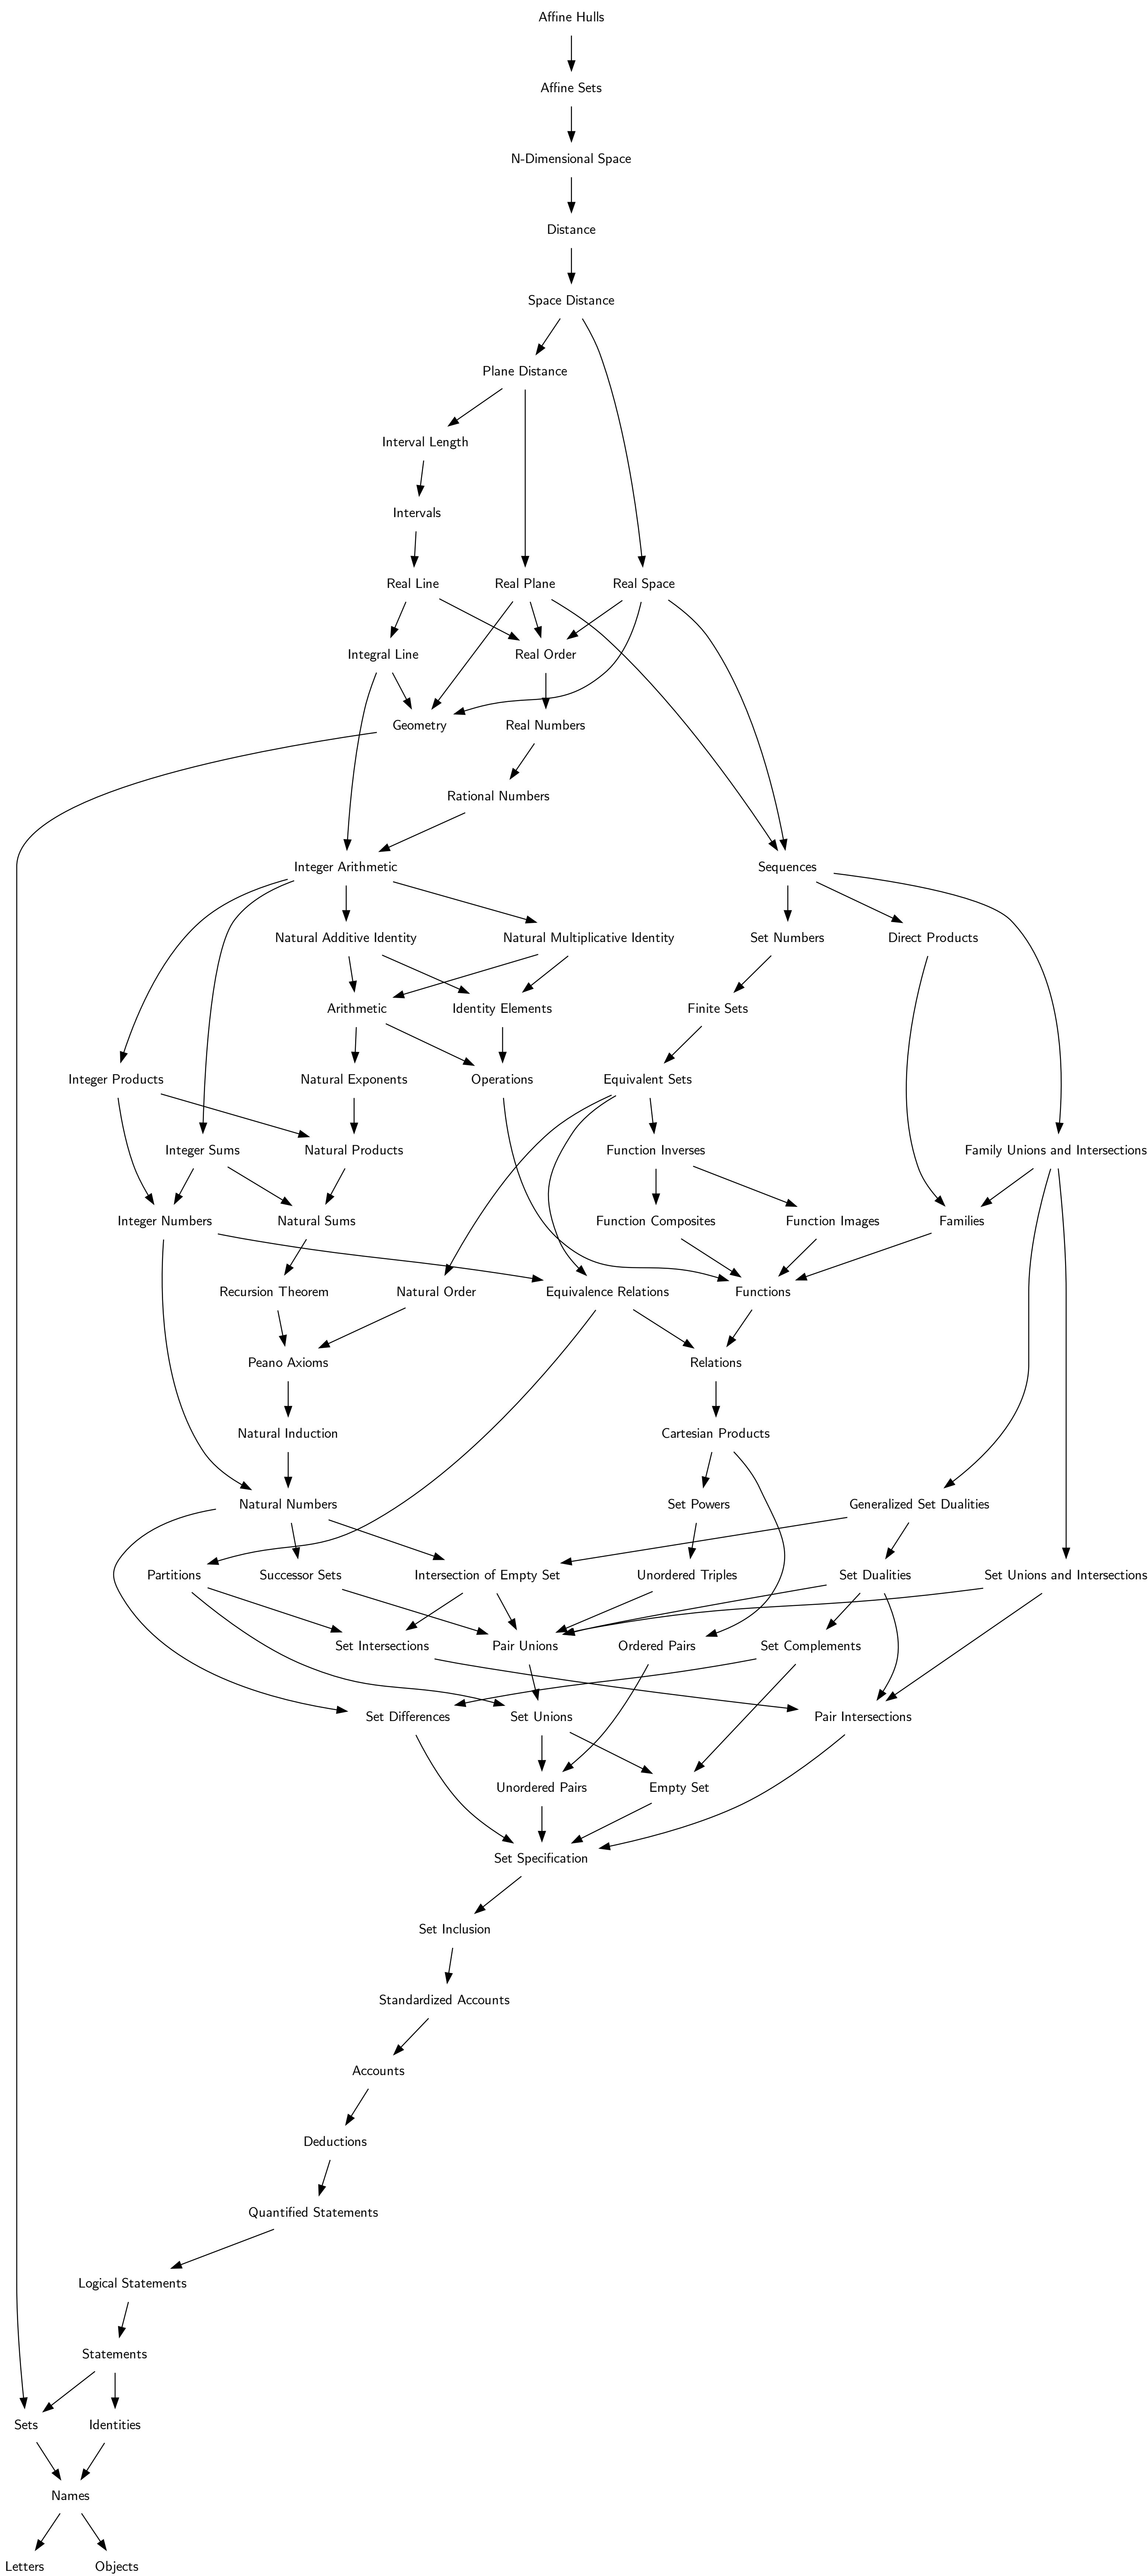 Affine Hulls
Affine Sets
N-Dimensional Space
Distance
Space Distance
Plane Distance
Interval Length
Intervals
Real Line
Real Plane
Real Space
Integral Line
Real Order
Geometry
Real Numbers
Rational Numbers
Integer Arithmetic
Sequences
Natural Additive Identity
Natural Multiplicative Identity
Set Numbers
Direct Products
Arithmetic
Identity Elements
Finite Sets
Integer Products
Natural Exponents
Operations
Equivalent Sets
Integer Sums
Natural Products
Function Inverses
Family Unions and Intersections
Integer Numbers
Natural Sums
Function Composites
Function Images
Families
Recursion Theorem
Natural Order
Equivalence Relations
Functions
Peano Axioms
Relations
Natural Induction
Cartesian Products
Natural Numbers
Set Powers
Generalized Set Dualities
Partitions
Successor Sets
Intersection of Empty Set
Unordered Triples
Set Dualities
Set Unions and Intersections
Set Intersections
Pair Unions
Ordered Pairs
Set Complements
Set Differences
Set Unions
Pair Intersections
Unordered Pairs
Empty Set
Set Specification
Set Inclusion
Standardized Accounts
Accounts
Deductions
Quantified Statements
Logical Statements
Statements
Sets
Identities
Names
Letters
Objects